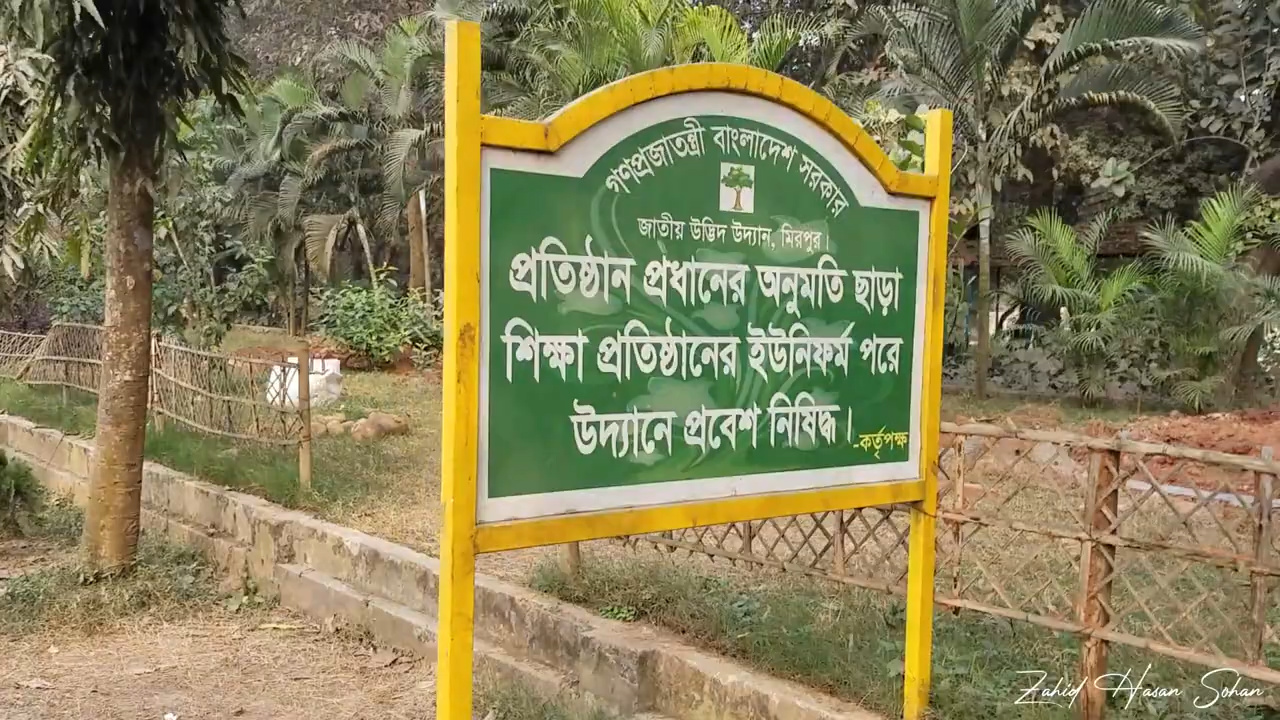 গণপ্রজাতন্ত্রী বাংলাদেশ সরকার
জাতীয় উদ্ভিদ উদ্যান, মিরপুর।
প্রতিষ্ঠান প্রধানের অনুমতি ছাড়া
শিক্ষা প্রতিষ্ঠানের ইউনিফর্ম পরে
উদ্যানে প্রবেশ নিষিদ্ধ।
-কর্তৃপক্ষ
Zahid Hasan Sohan